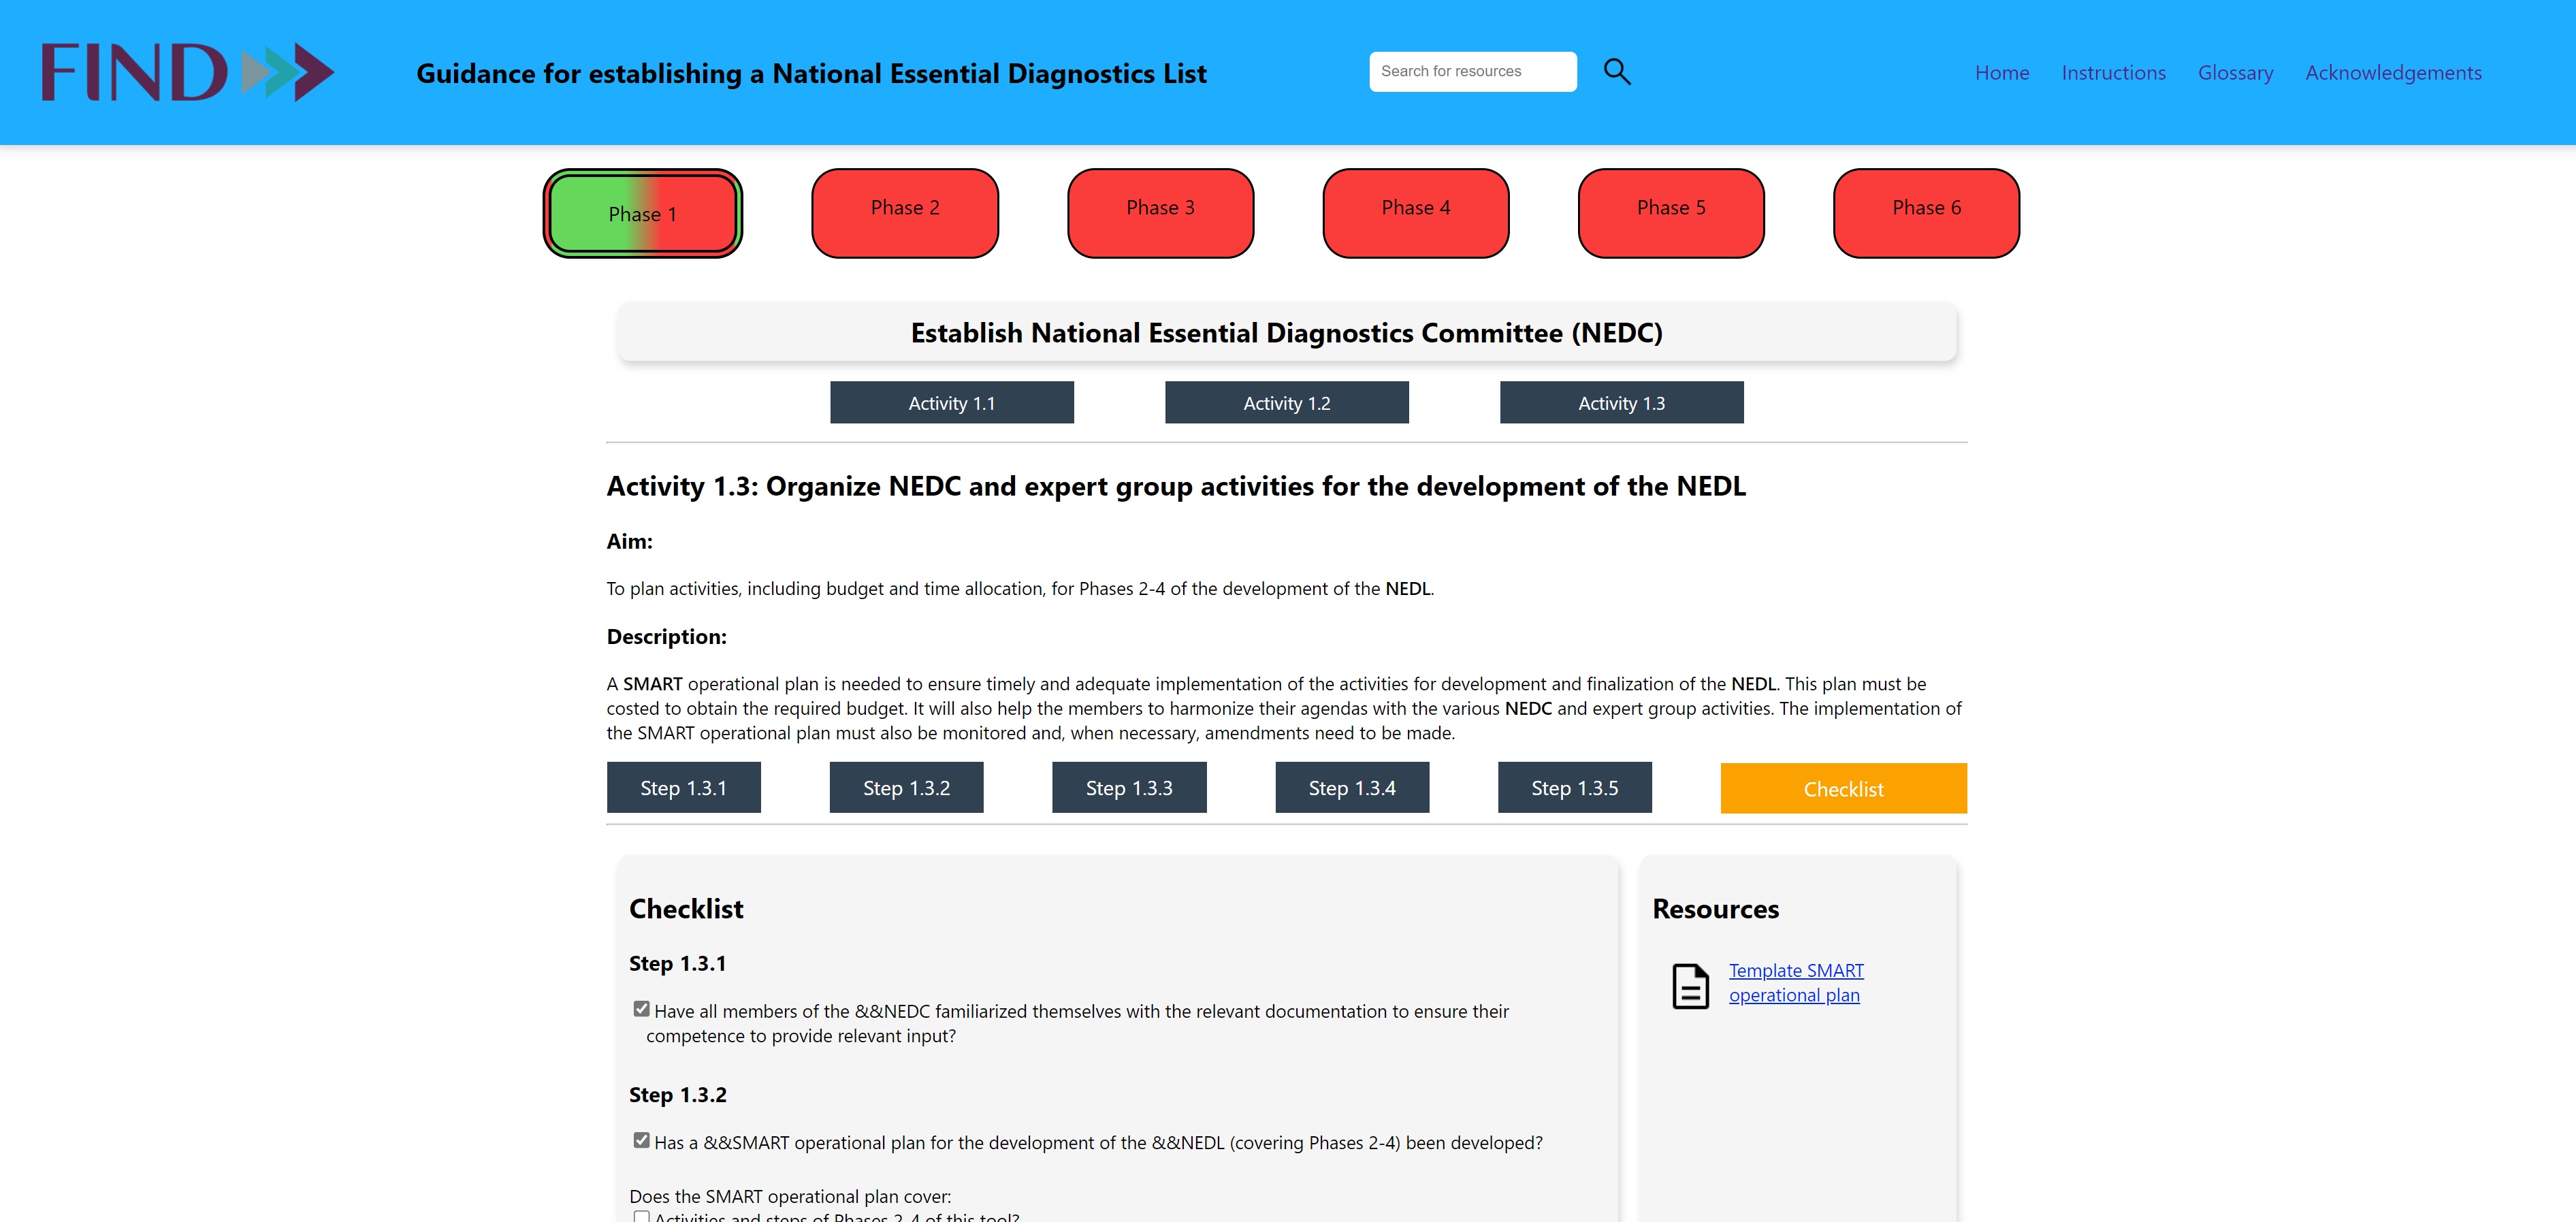 FIND
Guidance for establishing a National Essential Diagnostics List
Search for resources
Home
Instructions
Glossary
Acknowledgements
Phase 1
Phase 2
Phase 3
Phase 4
Phase 5
Phase 6
Establish National Essential Diagnostics Committee (NEDC)
Activity 1.1
Activity 1.2
Activity 1.3
Activity 1.3: Organize NEDC and expert group activities for the development of the NEDL
Aim:
To plan activities, including budget and time allocation, for Phases 2-4 of the development of the NEDL.
Description:
A SMART operational plan is needed to ensure timely and adequate implementation of the activities for development and finalization of the NEDL. This plan must be
costed to obtain the required budget. It will also help the members to harmonize their agendas with the various NEDC and expert group activities. The implementation of
the SMART operational plan must also be monitored and, when necessary, amendments need to be made.
Step 1.3.1
Step 1.3.2
Step 1.3.3
Step 1.3.4
Step 1.3.5
Checklist
Checklist
Step 1.3.1
Have all members of the &&NEDC familiarized themselves with the relevant documentation to ensure their
competence to provide relevant input?
Step 1.3.2
Has a &&SMART operational plan for the development of the &&NEDL (covering Phases 2-4) been developed?
Does the SMART operational plan cover:
Activities and steps of Phases 2-4 of this tool?
Resources
Template SMART
operational plan